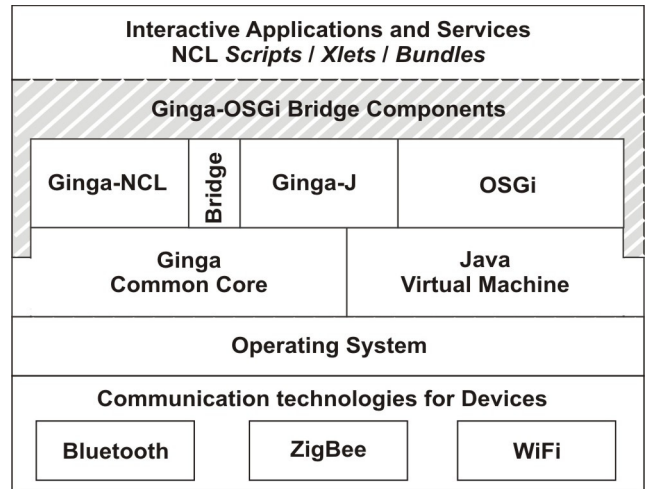 Interactive Applications and Services
NCL Scripts / Xlets / Bundles
Ginga-OSGi Bridge Components
Ginga-NCL
Bridge
Ginga-J
OSGi
Ginga
Common Core
Java
Virtual Machine
Operating System
Communication technologies for Devices
Bluetooth
ZigBee
WiFi